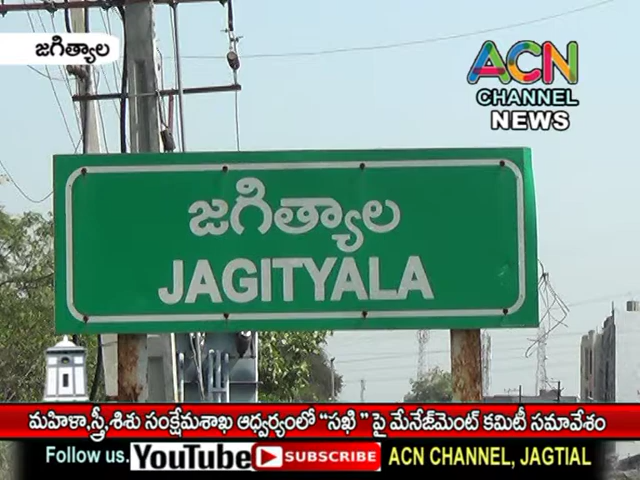 జగిత్యాల
ACN
CHANNEL
NEWS
జగిత్యాల
JAGITYALA
మహిళా,స్త్రీ,శిశు సంక్షేమశాఖ ఆధ్వర్యంలో "సఖి " పై మేనేజ్‌మెంట్ కమిటీ సమావేశం
Follow us. YouTube SUBSCRIBE ACN CHANNEL, JAGTIAL